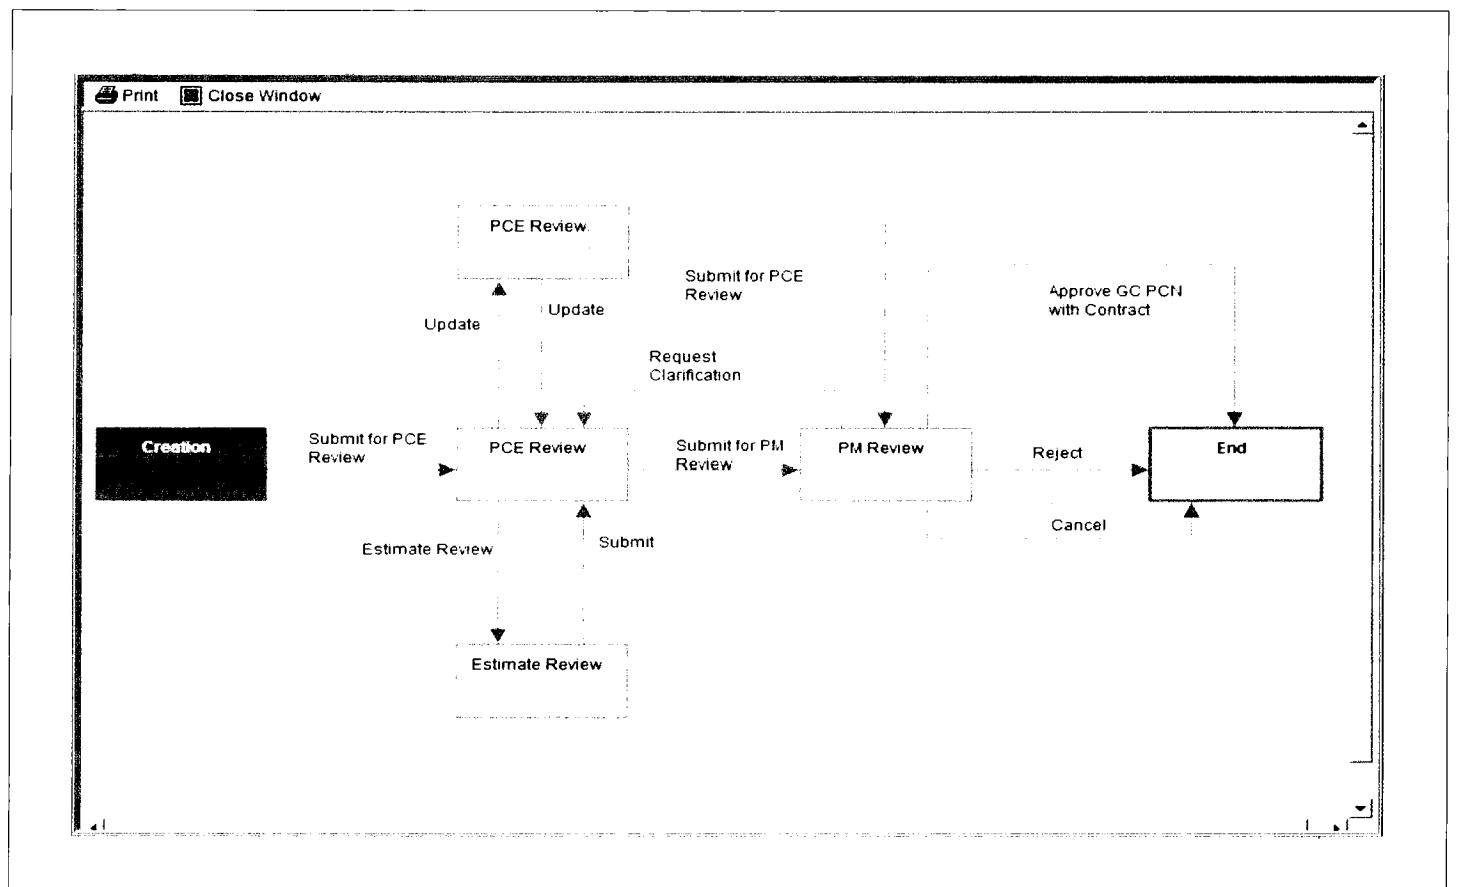 Print Close Window
PCE Review
Submit for PCE
Review
Approve GC PCN
with Contract
Update
Update
Request
Clarification
Creation
Submit for PCE
Review
PCE Review
Submit for PM
Review
PM Review
Reject
End
Cancel
Estimate Review
Submit
Estimate Review